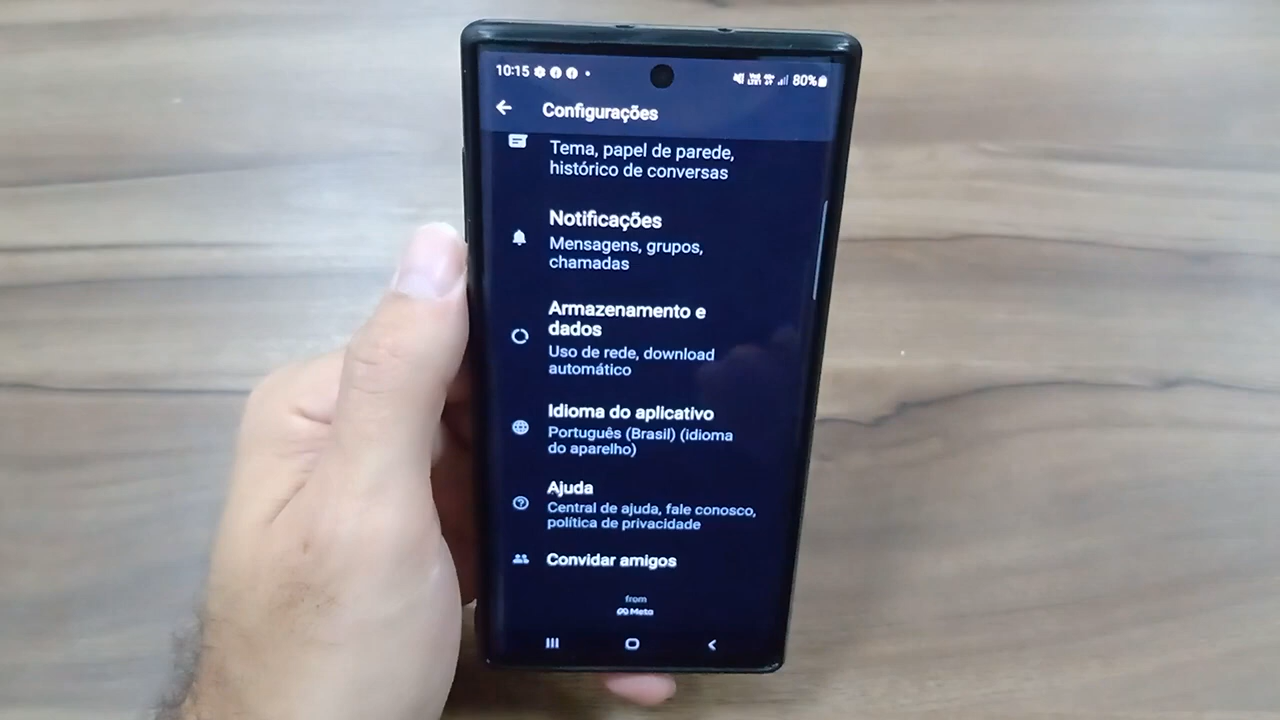 10:15
80%
Configurações
Tema, papel de parede,
histórico de conversas
Notificações
Mensagens, grupos,
chamadas
Armazenamento e
dados
Uso de rede, download
automático
Idioma do aplicativo
Português (Brasil) (idioma
do aparelho)
Ajuda
Central de ajuda, fale conosco,
política de privacidade
Convidar amigos
from
Meta